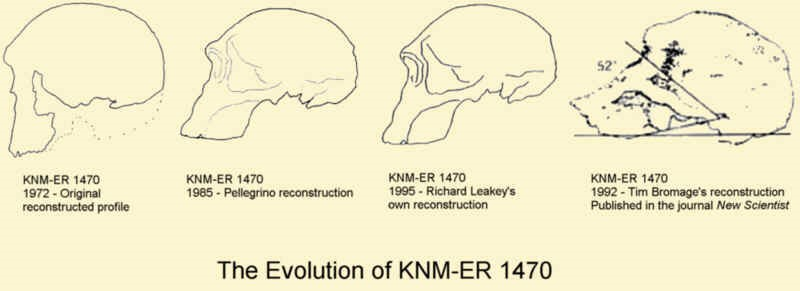 52°
KNM-ER 1470
1972 - Original
reconstructed profile
KNM-ER 1470
1985 - Pellegrino reconstruction
KNM-ER 1470
1995 - Richard Leakey's
own reconstruction
KNM-ER 1470
1992 - Tim Bromage's reconstruction
Published in the journal New Scientist
The Evolution of KNM-ER 1470